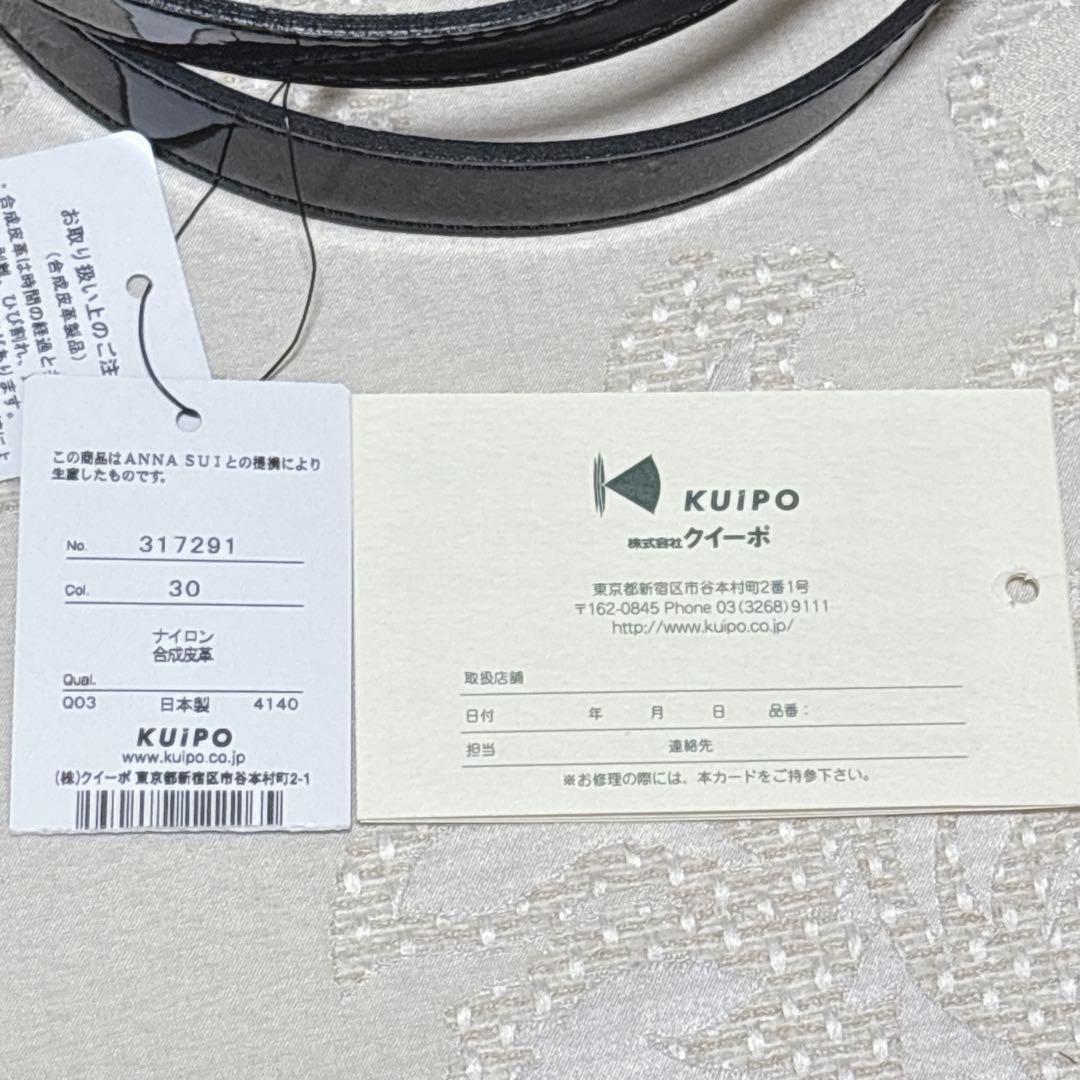 お取り扱い上のご注
(合成皮革製品)
・合成皮革は時間の経過と
ひび割れ、
あります。
この商品はANNA SUIとの提携により
生産したものです。
No. 317291
Col. 30
ナイロン
合成皮革
Qual.
Q03 日本製 4140
KUiPO
www.kuipo.co.jp
(株)クイーポ 東京都新宿区市谷本村町2-1
KUiPO
株式会社クイーポ
東京都新宿区市谷本村町2番1号
〒162-0845 Phone 03(3268)9111
http://www.kuipo.co.jp/
取扱店舗
日付 年 月 日 品番：
担当 連絡先
※お修理の際には、本カードをご持参下さい。